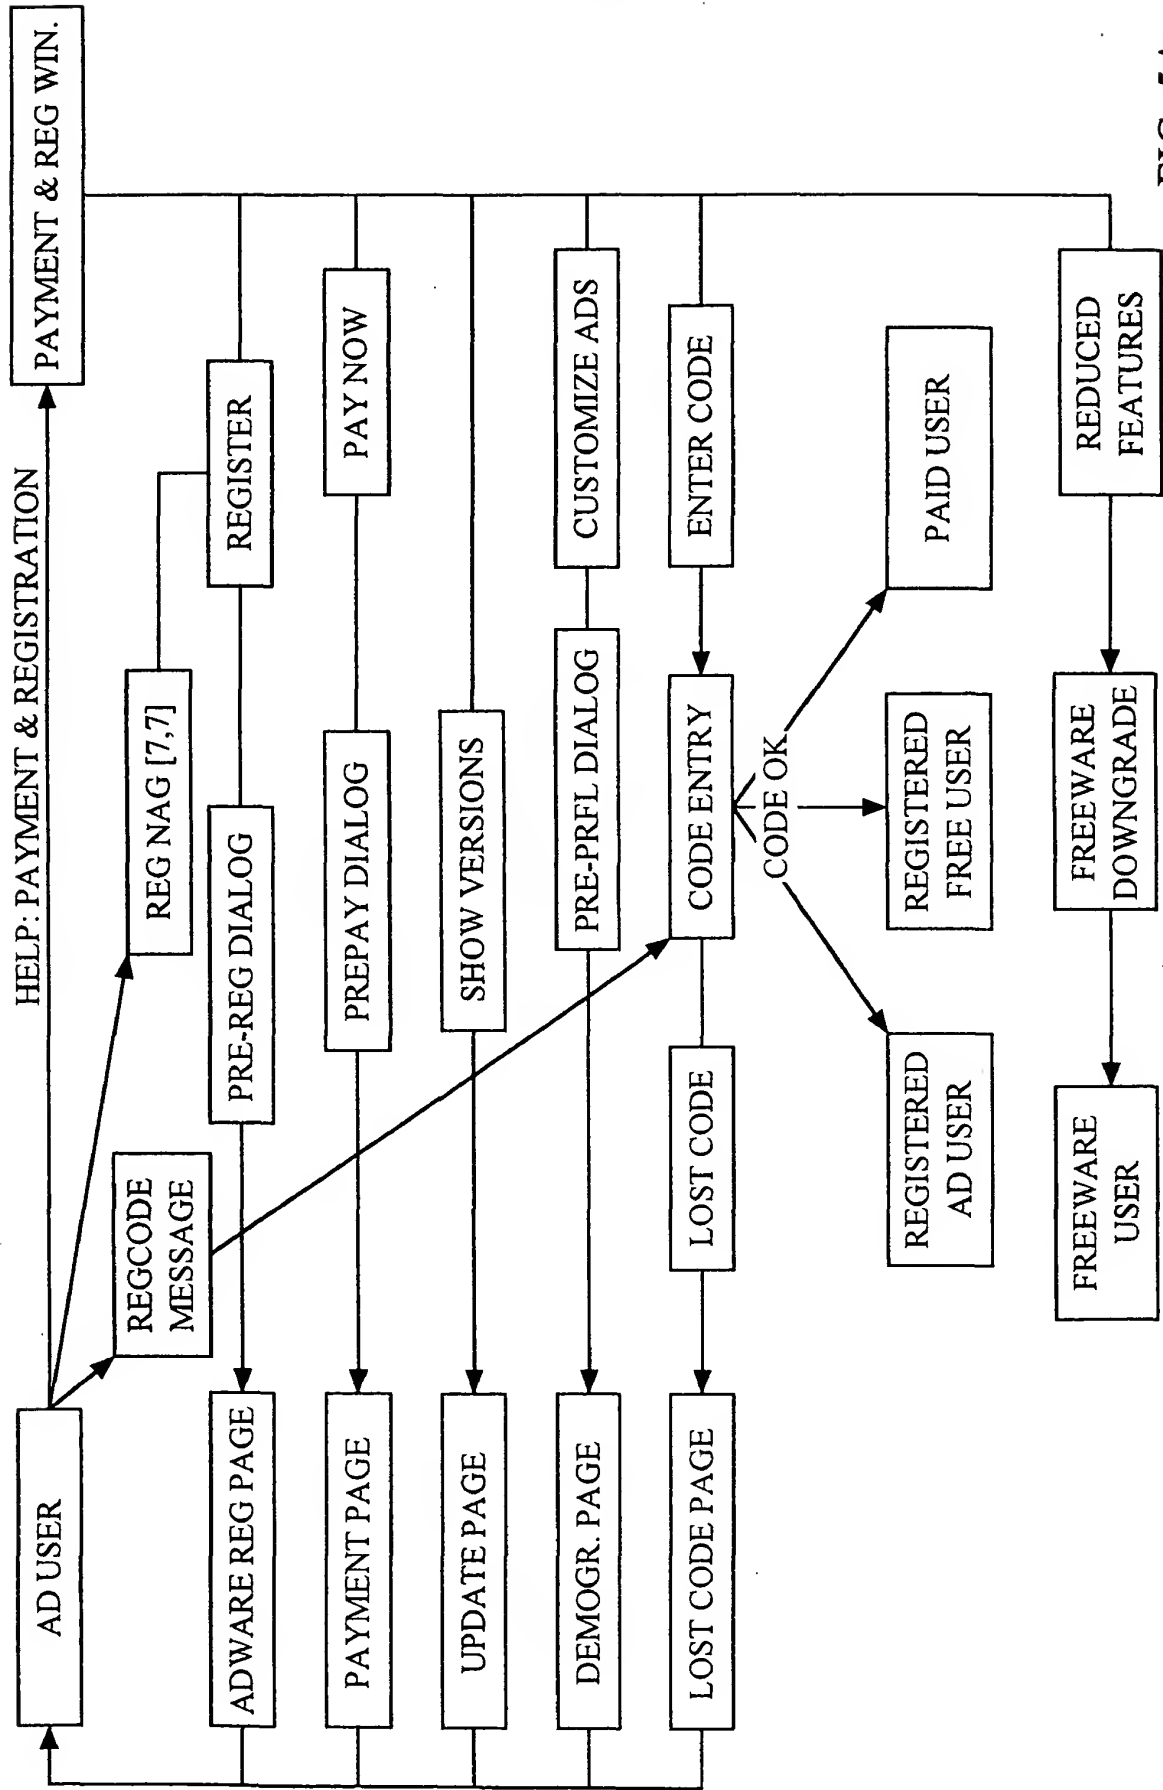 HELP: PAYMENT & REGISTRATION
AD USER
PAYMENT & REG WIN.
REGCODE
MESSAGE
REG NAG [7,7]
ADWARE REG PAGE
PRE-REG DIALOG
REGISTER
PAYMENT PAGE
PREPAY DIALOG
PAY NOW
UPDATE PAGE
SHOW VERSIONS
DEMOGR. PAGE
PRE-PRFL DIALOG
CUSTOMIZE ADS
LOST CODE PAGE
LOST CODE
CODE ENTRY
ENTER CODE
CODE OK
REGISTERED
AD USER
REGISTERED
FREE USER
PAID USER
FREEWARE
USER
FREEWARE
DOWNGRADE
REDUCED
FEATURES